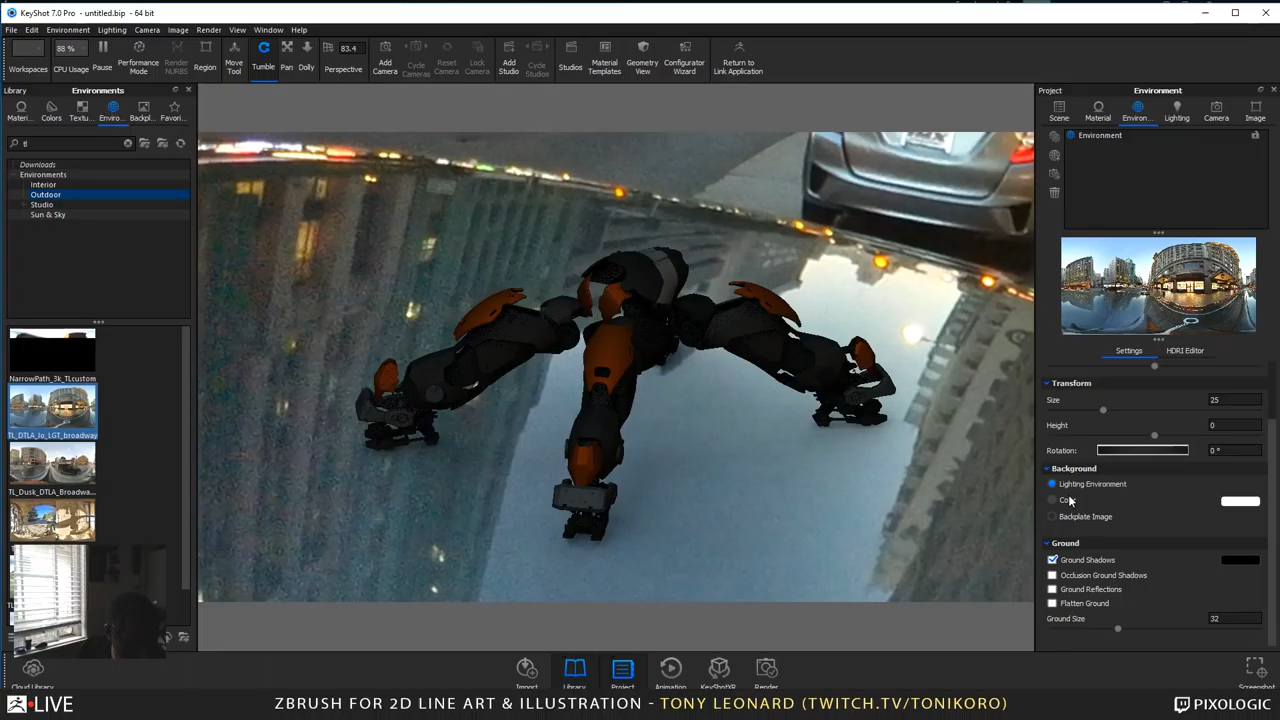 KeyShot 7.0 Pro - untitled.bip - 64 bit
File Edit Environment Lighting Camera Image Render View Window Help
88 % 83.4
Workspaces CPU Usage Pause Performance Mode Render NURBS Region Move Tool Tumble Pan Dolly Perspective Add Camera Cycle Cameras Reset Camera Lock Camera Add Studio Cycle Studios Studios Material Templates Geometry View Configurator Wizard Return to Link Application
Library Environments
Materi... Colors Textu... Enviro... Backpl... Favori...
tl
Downloads
Environments
Interior
Outdoor
Studio
Sun & Sky
NarrowPath_3k_TLcustom
TL_DTLA_lo_LGT_broadway
TL_Dusk_DTLA_Broadwa...
Project Environment
Scene Material Environ... Lighting Camera Image
Environment
Settings HDRI Editor
Transform
Size 25
Height 0
Rotation: 0 °
Background
Lighting Environment
Backplate Image
Ground
Ground Shadows
Occlusion Ground Shadows
Ground Reflections
Flatten Ground
Ground Size 32
Cloud Library Import Library Project Animation KeyShotXR Render Screenshot
LIVE ZBRUSH FOR 2D LINE ART & ILLUSTRATION - TONY LEONARD (TWITCH.TV/TONIKORO) PIXOLOGIC